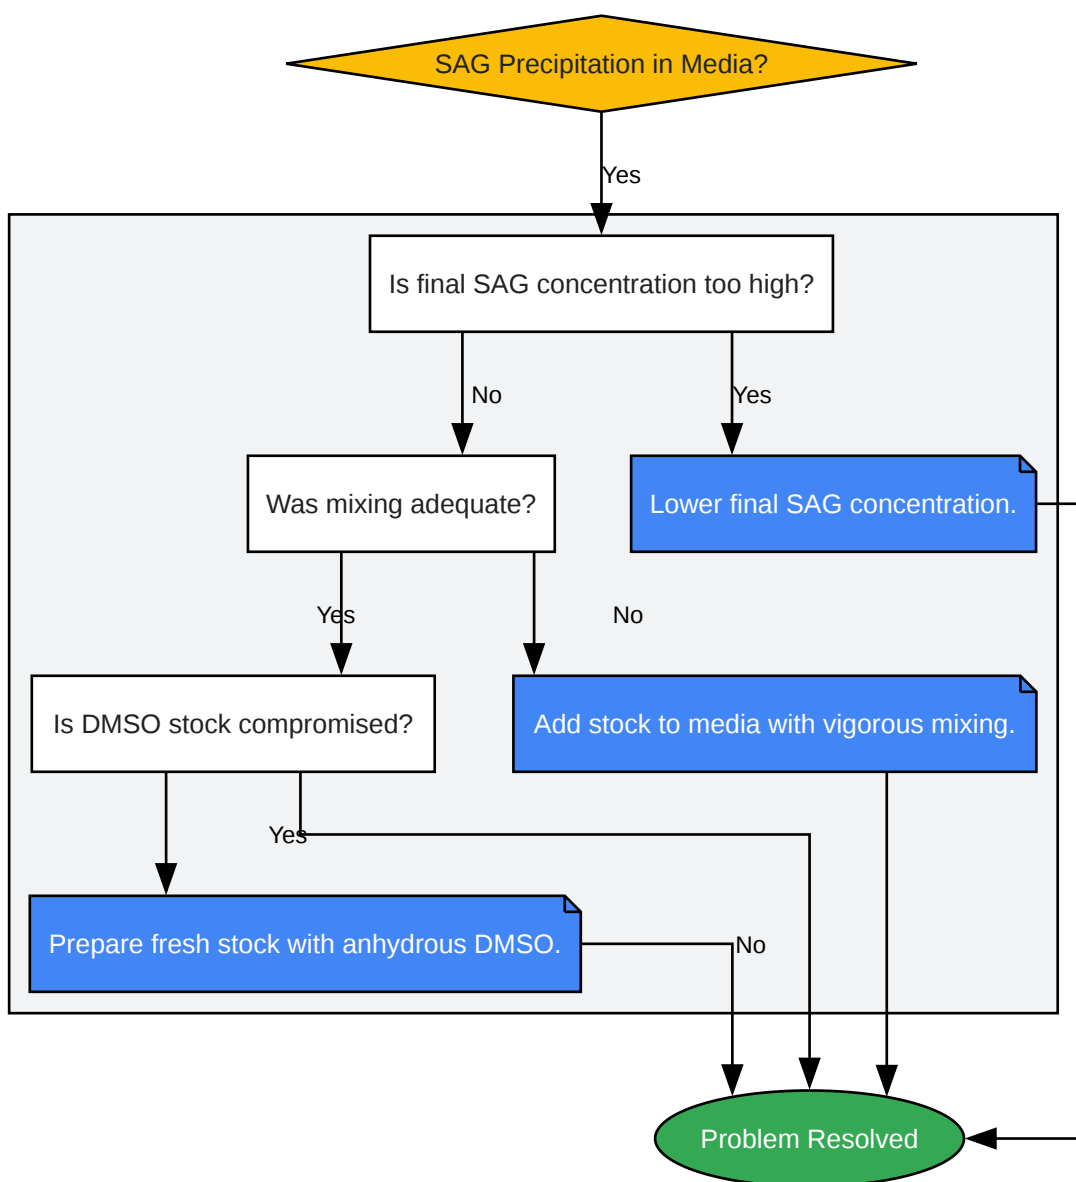 SAG Precipitation in Media?
Yes
Is final SAG concentration too high?
No
Yes
Was mixing adequate?
Lower final SAG concentration.
Yes
No
Is DMSO stock compromised?
Add stock to media with vigorous mixing.
Yes
Prepare fresh stock with anhydrous DMSO.
No
Problem Resolved